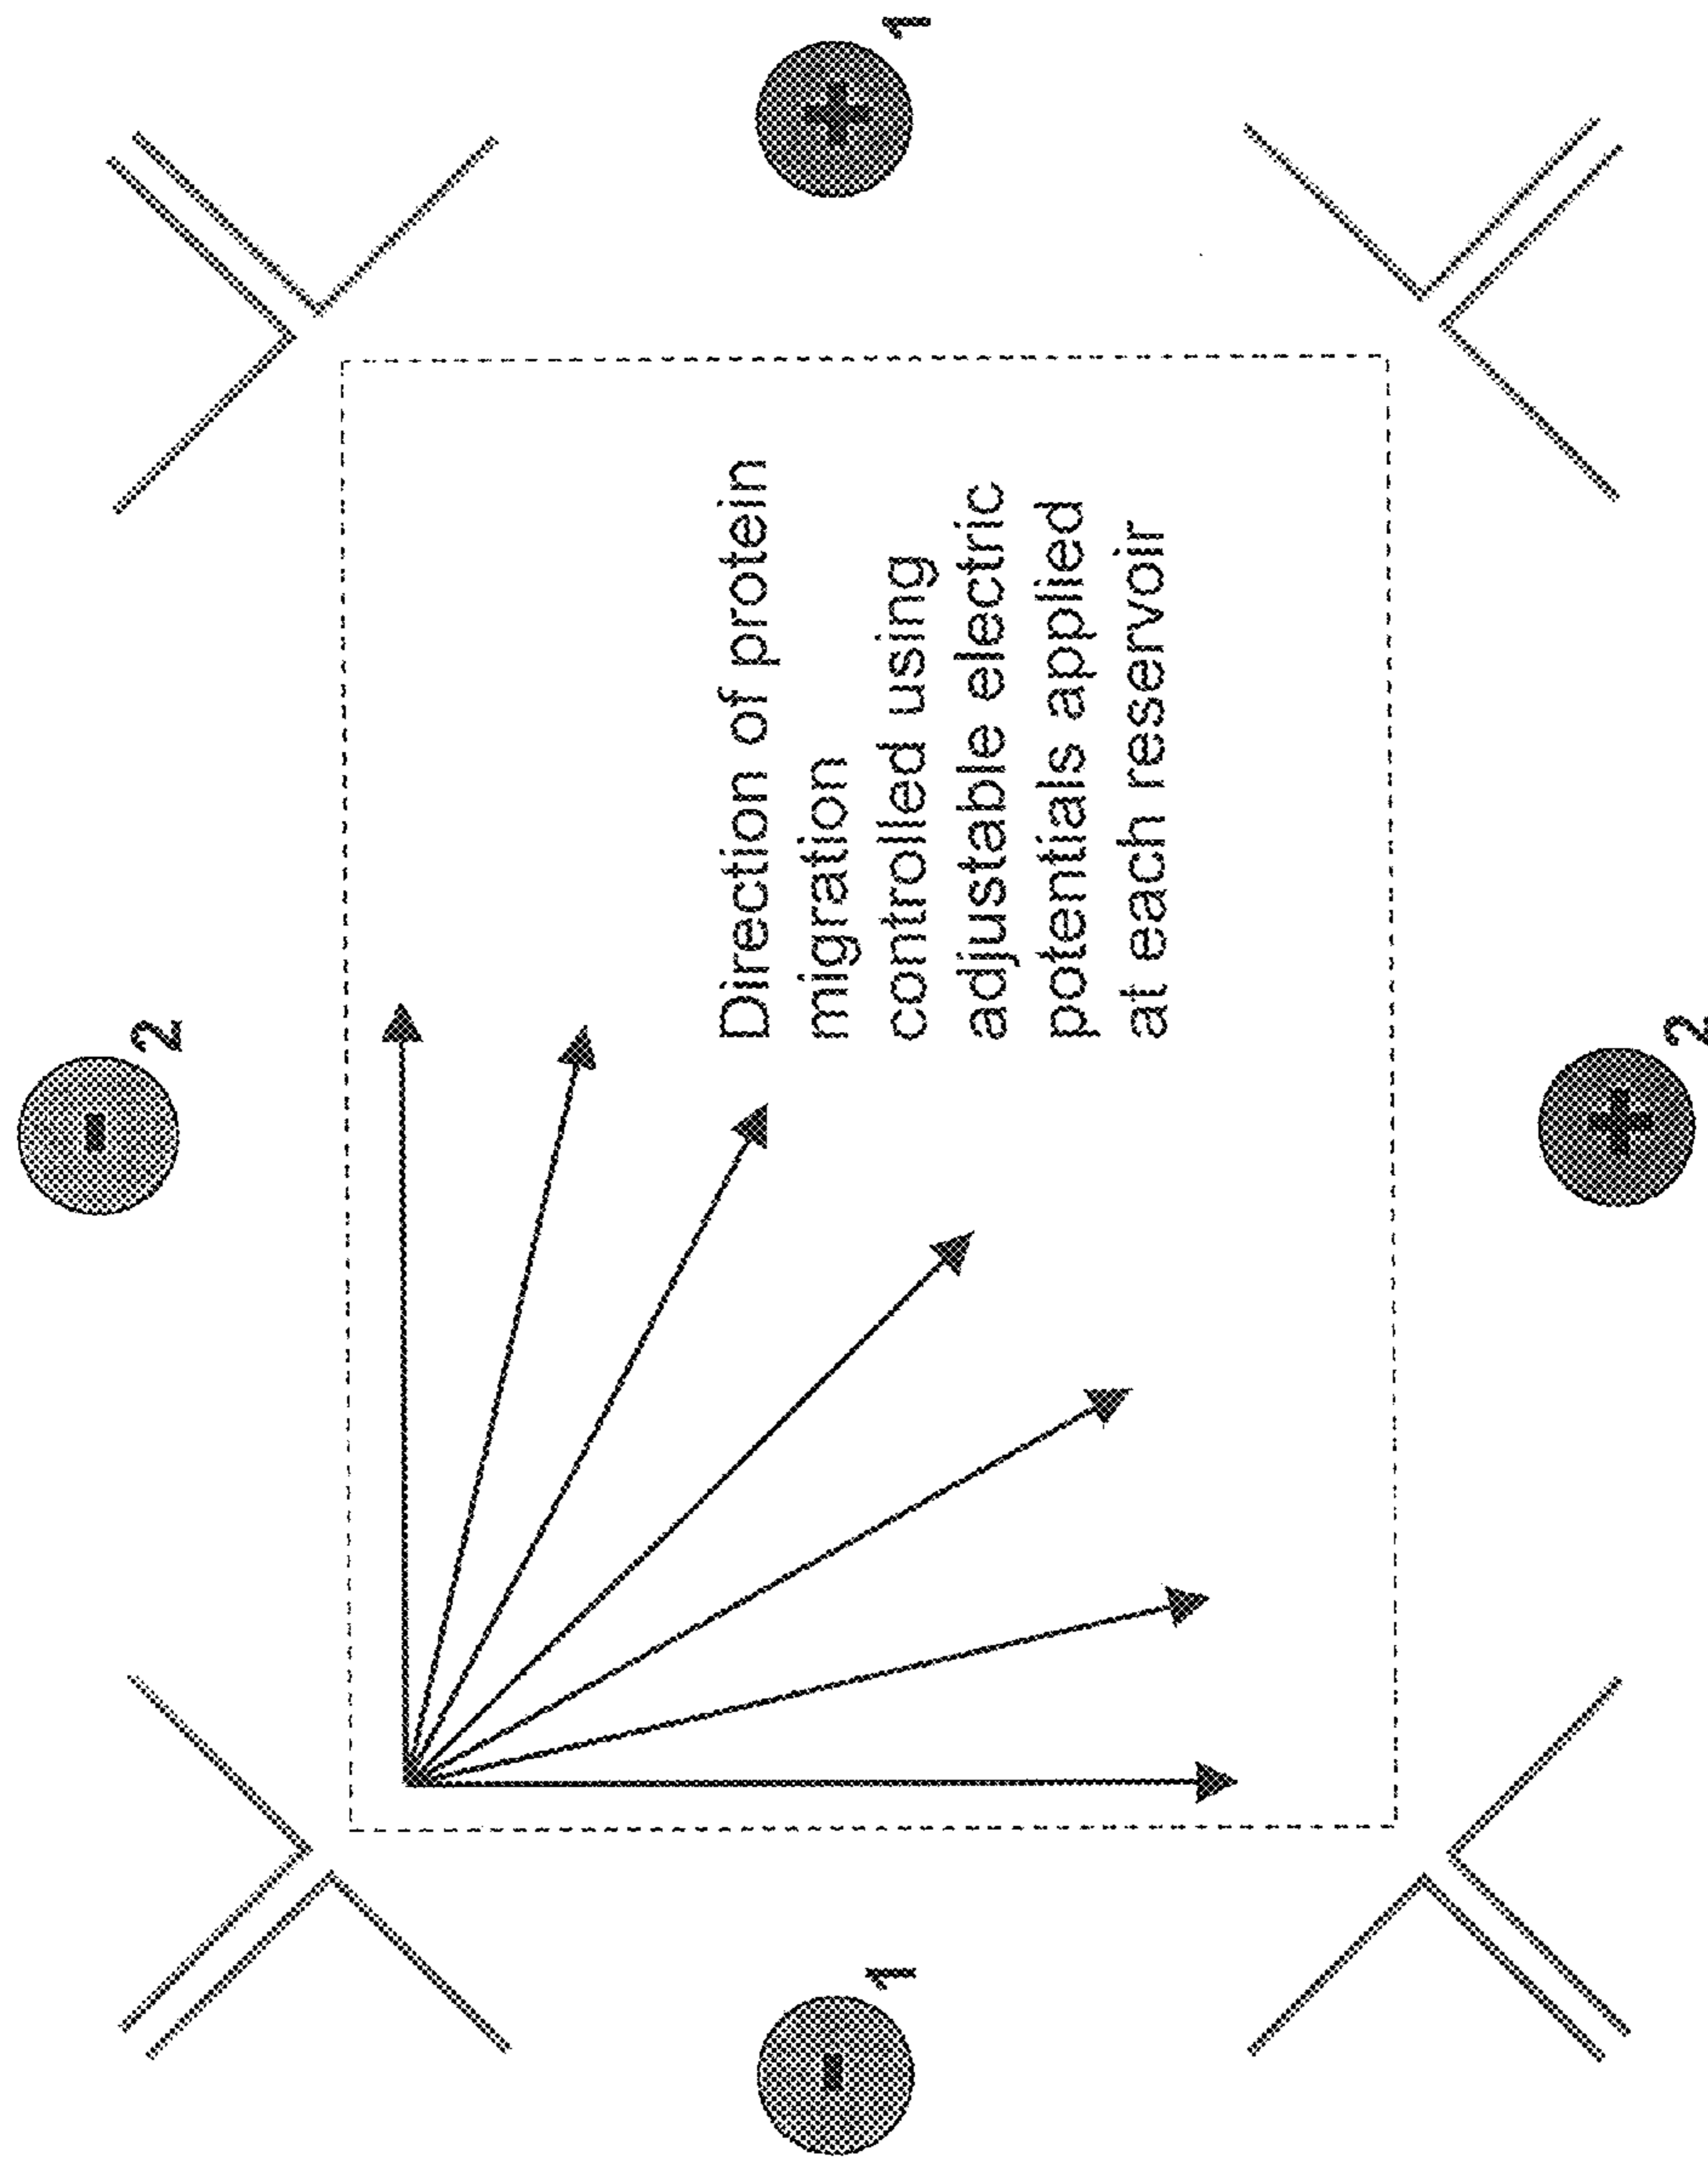 -
2
-
1
+
1
+
2
Direction of protein
migration
controlled using
adjustable electric
potentials applied
at each reservoir